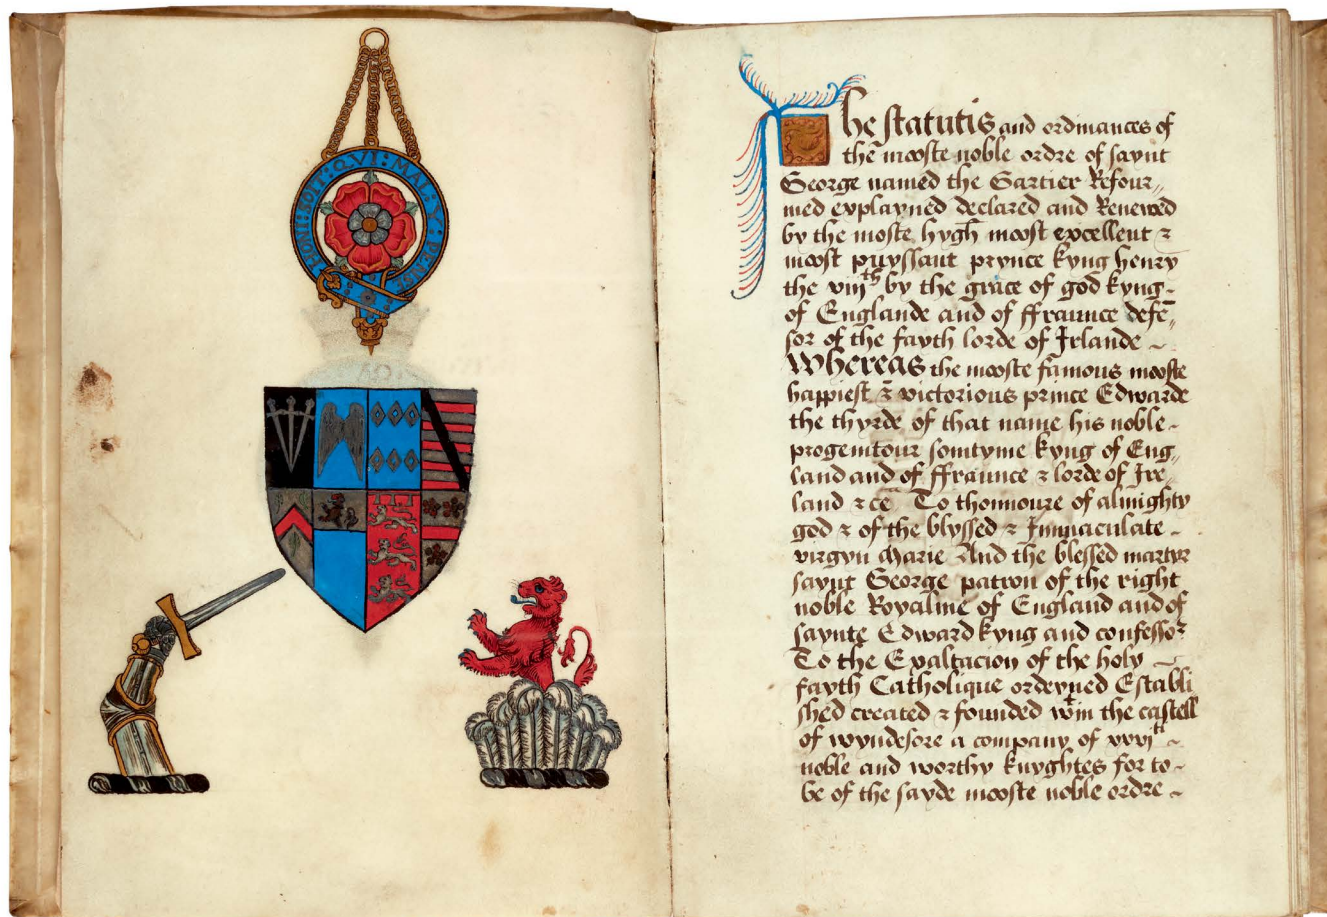 HONI:SOIT:QVI:MAL:Y:PENSE
The statutis and ordinances of
the mooste noble ordre of saynt
George named the Gartier Refour,,
med explayned declared and Renewed
by the moste hygh moost excellent &
moost puyssant prynce kyng henry
the viijth by the grace of god kyng-
of Englande and of ffraunce defē,,
sor of the fayth lorde of Irlande ~
Whereas the mooste famous mooste
happiest & victorious prince Edwarde
the thyrde of that name his noble-
progenitour somtyme kyng of Eng,,
land and of ffraunce & lorde of Ire-
land &ce To thonnoure of almighty
god & of the blyssed & Immaculate -
virgyn Marie And the blessed martyr
saynt George patron of the right
noble Royalme of England and of
saynte Edward kyng and confessor
To the Exaltacion of the holy ~
fayth Catholique ordeyned Establi
shed created & founded wtin the castell
of wyndesore a company of xxvjti ~
noble and worthy knyghtes for to-
be of the sayde mooste noble ordre ~